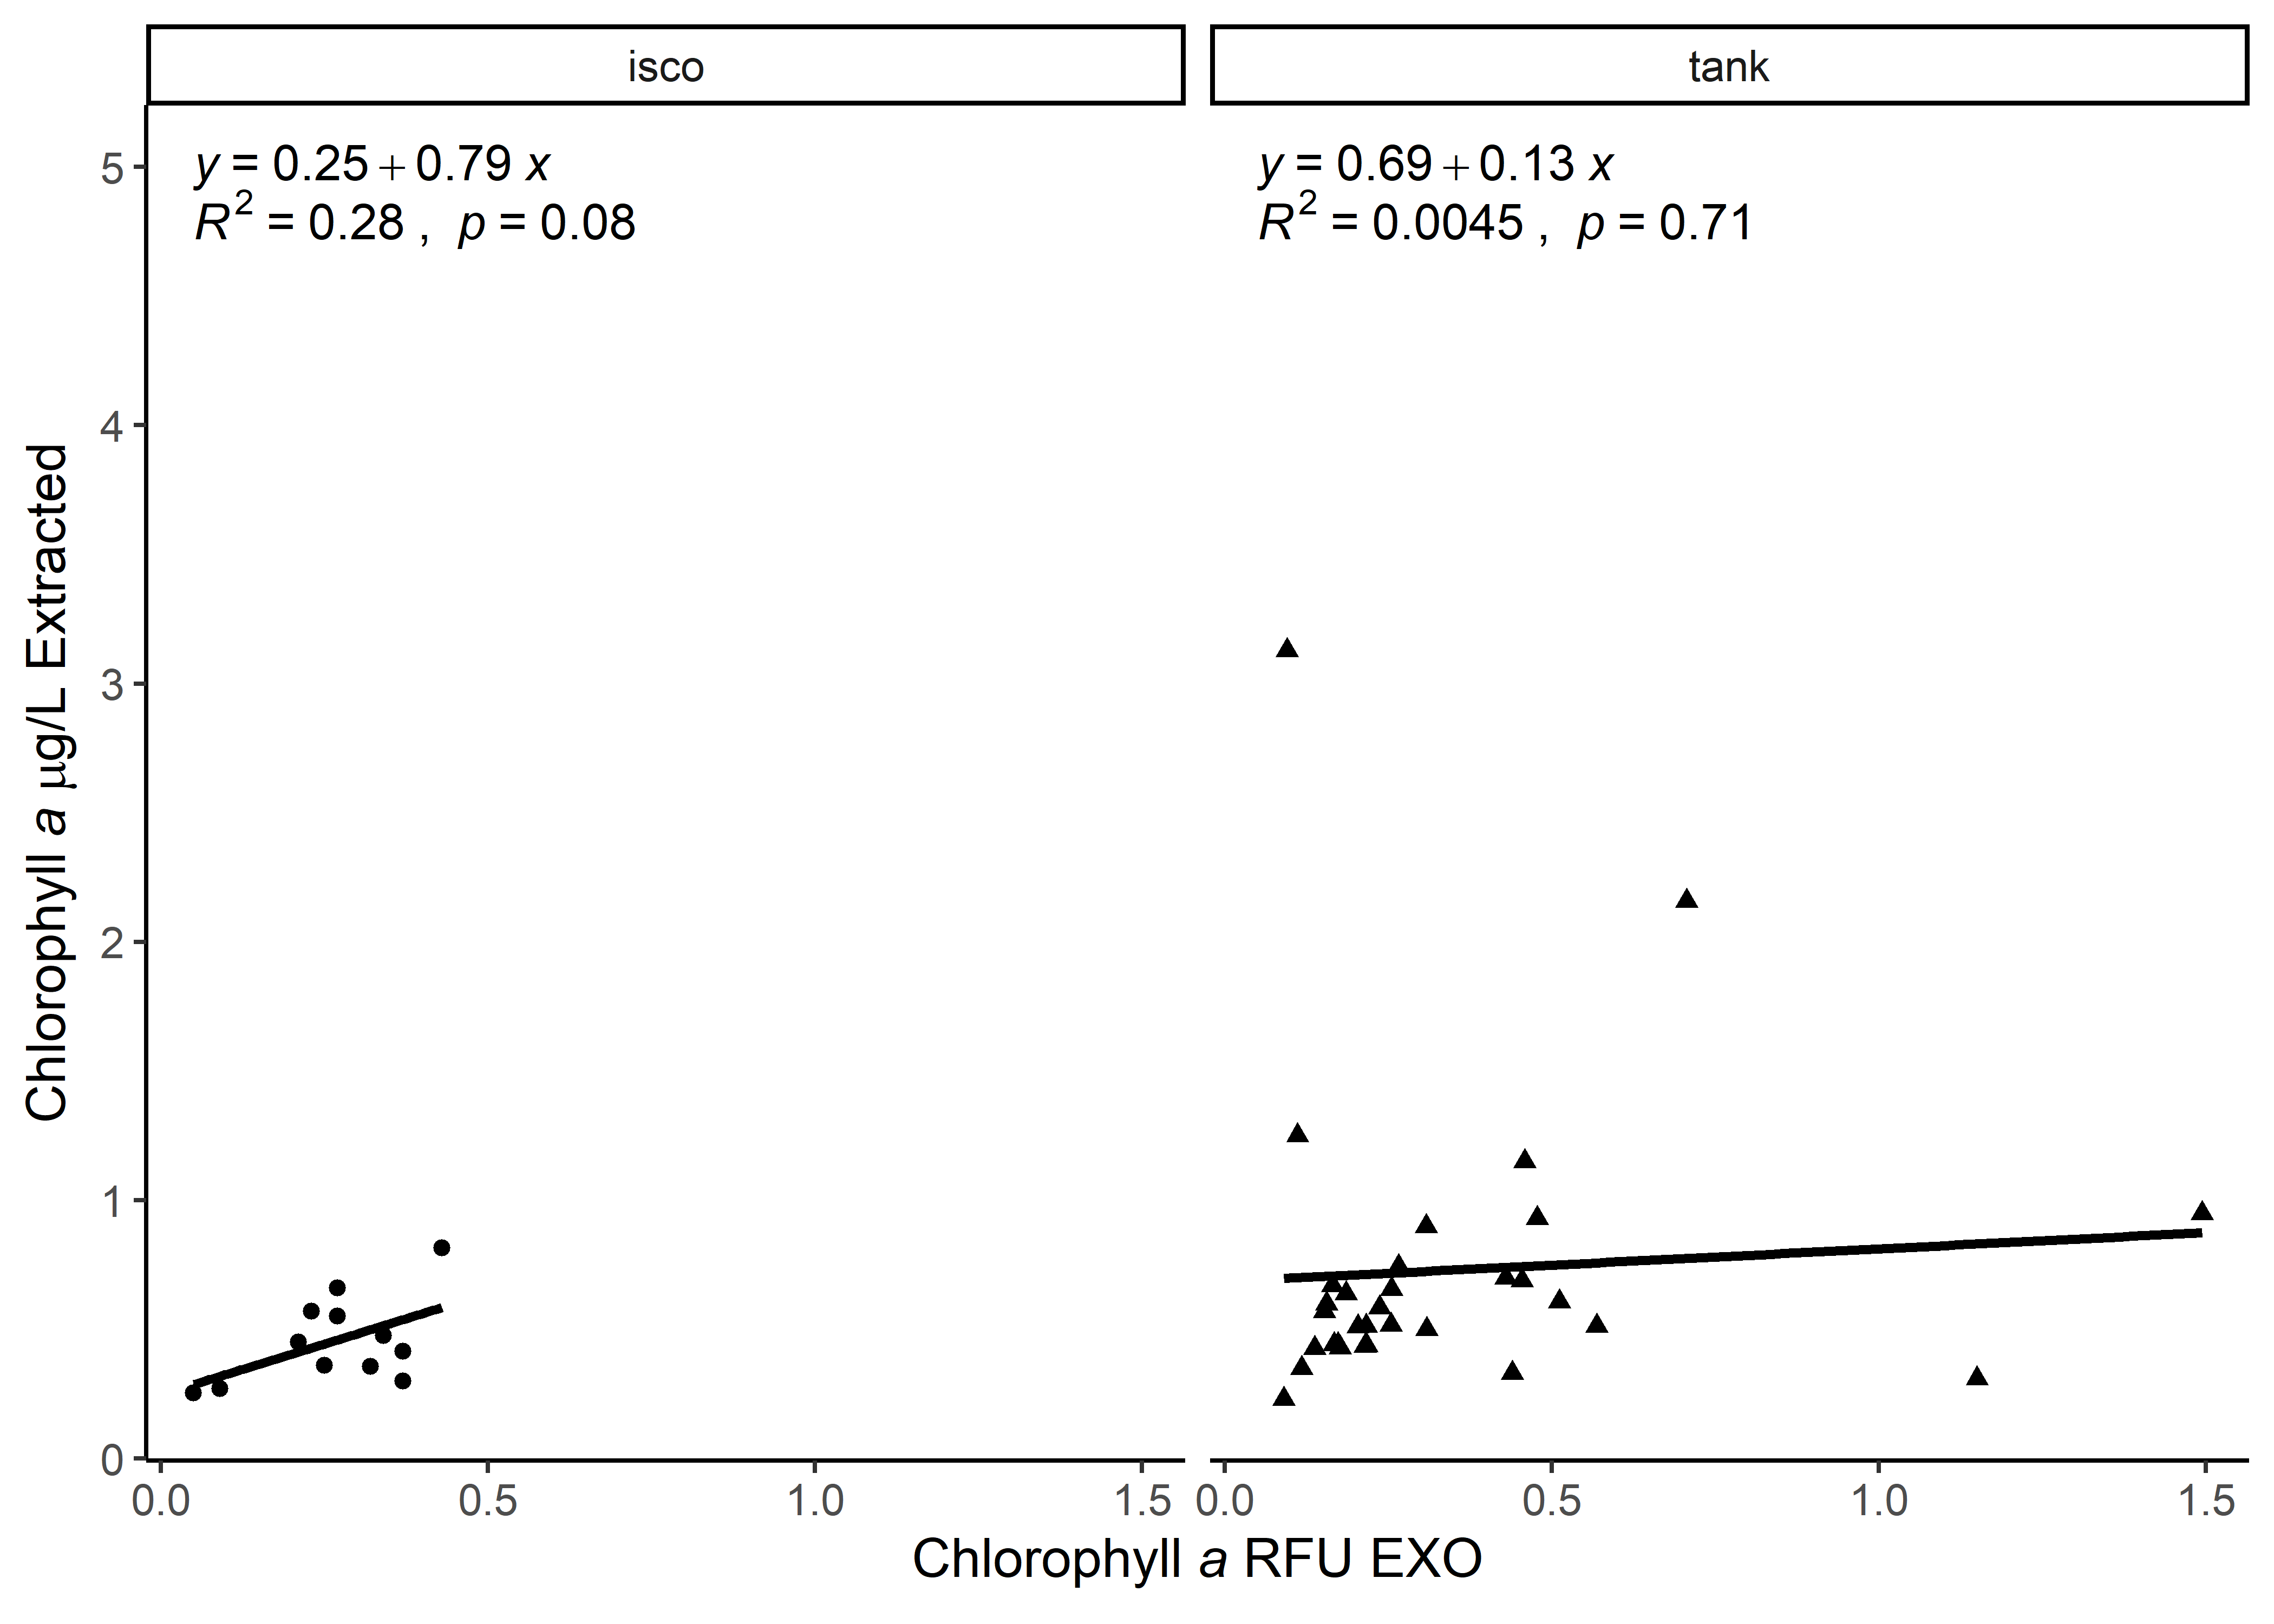 isco
tank
y = 0.25 + 0.79 x
R² = 0.28 , p = 0.08
y = 0.69 + 0.13 x
R² = 0.0045 , p = 0.71
Chlorophyll a µg/L Extracted
5
4
3
2
1
0
0.0 0.5 1.0 1.5
0.0 0.5 1.0 1.5
Chlorophyll a RFU EXO